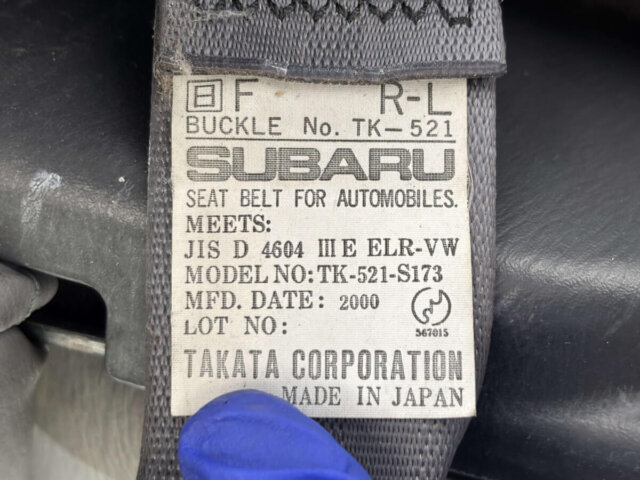 日 F R-L
BUCKLE No. TK-521
SUBARU
SEAT BELT FOR AUTOMOBILES.
MEETS:
JIS D 4604 III E ELR-VW
MODEL NO: TK-521-S173
MFD. DATE: 2000
LOT NO:
567015
TAKATA CORPORATION
MADE IN JAPAN